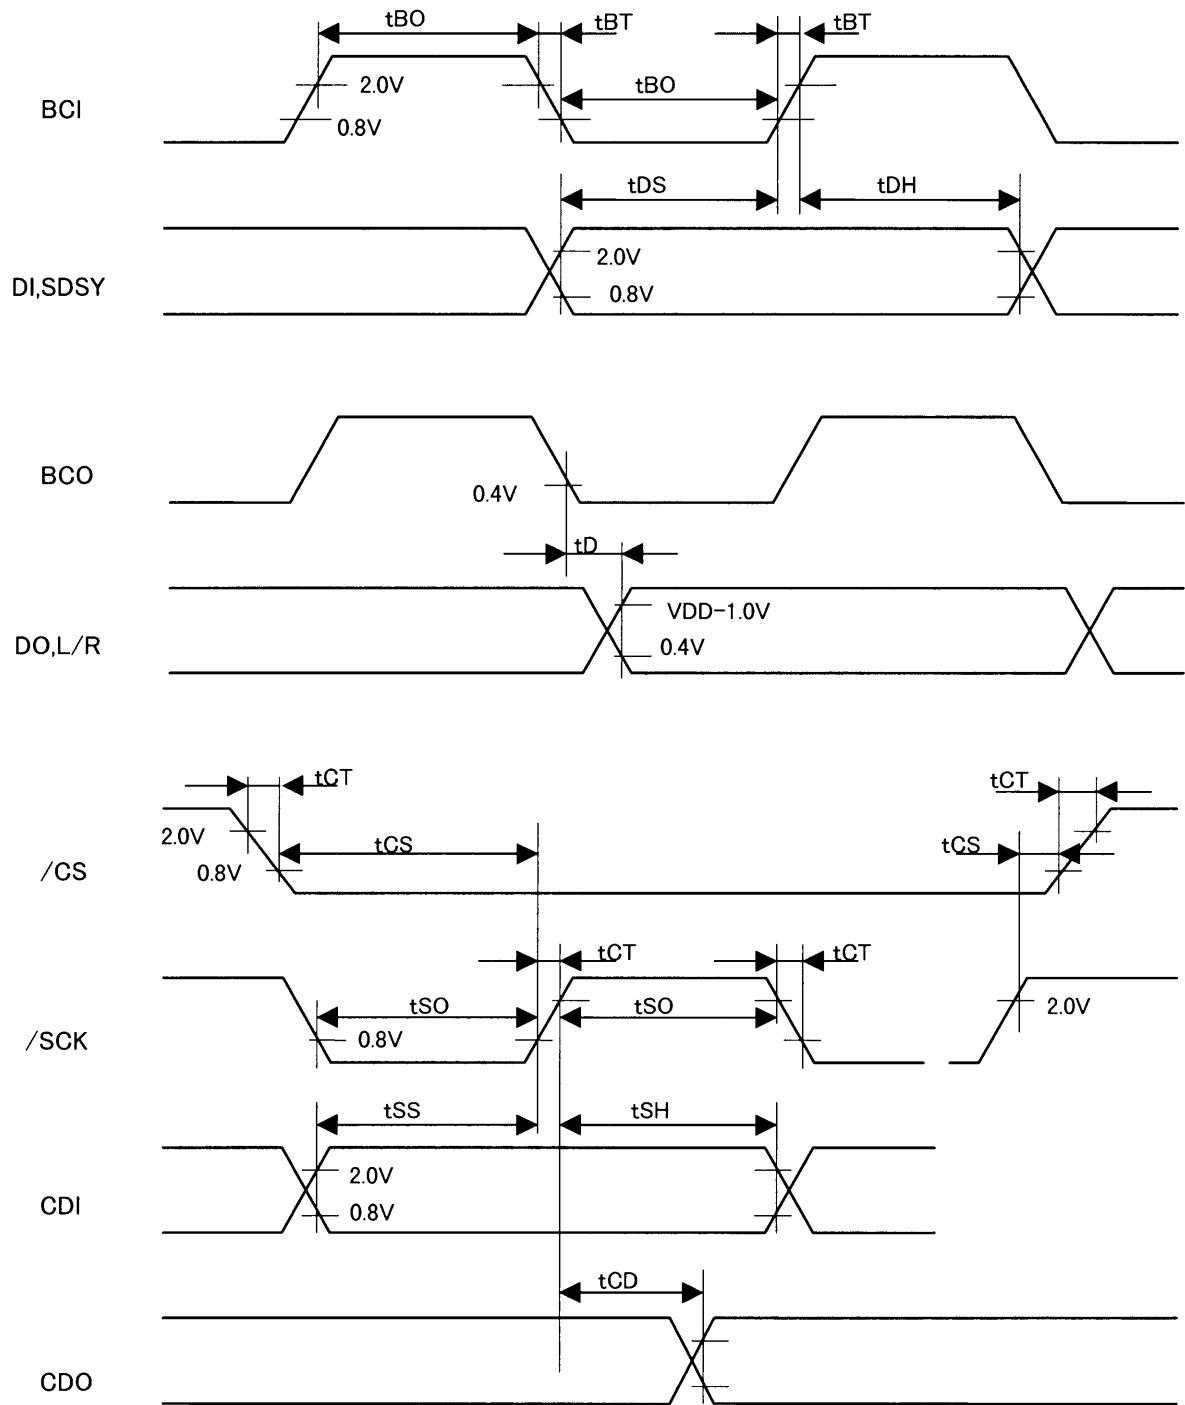 tBO tBT tBT
BCI 2.0V tBO
0.8V
tDS tDH
DI,SDSY 2.0V
0.8V
BCO 0.4V
tD
DO,L/R VDD-1.0V
0.4V
tCT tCT
2.0V tCS tCS
/CS 0.8V
tCT tCT
tSO tSO 2.0V
/SCK 0.8V
tSS tSH
2.0V
CDI 0.8V
tCD
CDO